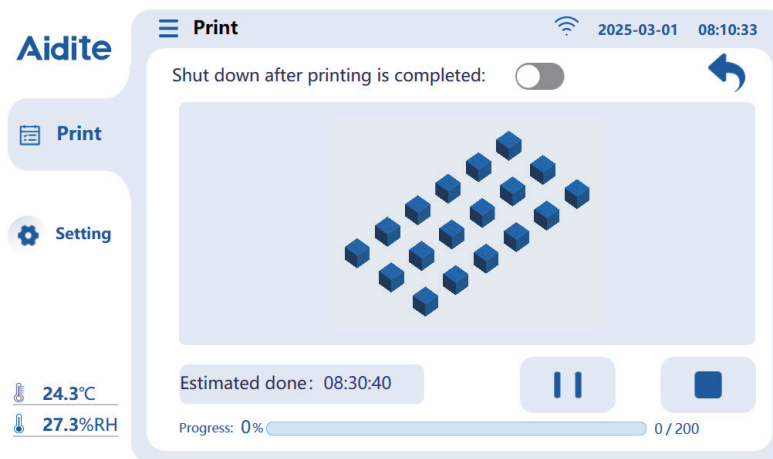 Aidite
Print
2025-03-01 08:10:33
Shut down after printing is completed:
Print
Setting
Estimated done: 08:30:40
24.3℃
27.3%RH
Progress: 0% 0/200